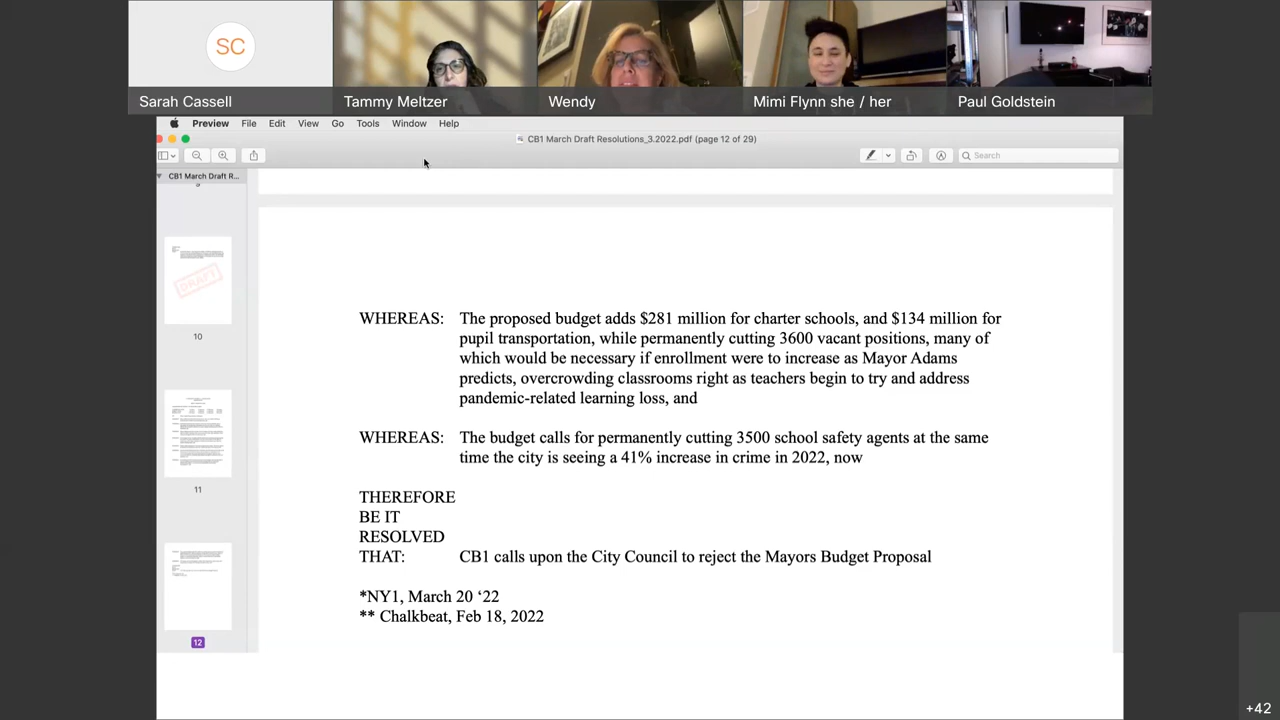 SC
Sarah Cassell
Tammy Meltzer
Wendy
Mimi Flynn she / her
Paul Goldstein
Preview File Edit View Go Tools Window Help
CB1 March Draft Resolutions_3.2022.pdf (page 12 of 29)
Search
CB1 March Draft R...
DRAFT
10
11
12
WHEREAS: The proposed budget adds $281 million for charter schools, and $134 million for
pupil transportation, while permanently cutting 3600 vacant positions, many of
which would be necessary if enrollment were to increase as Mayor Adams
predicts, overcrowding classrooms right as teachers begin to try and address
pandemic-related learning loss, and
WHEREAS: The budget calls for permanently cutting 3500 school safety agents at the same
time the city is seeing a 41% increase in crime in 2022, now
THEREFORE
BE IT
RESOLVED
THAT: CB1 calls upon the City Council to reject the Mayors Budget Proposal
*NY1, March 20 ‘22
** Chalkbeat, Feb 18, 2022
+42